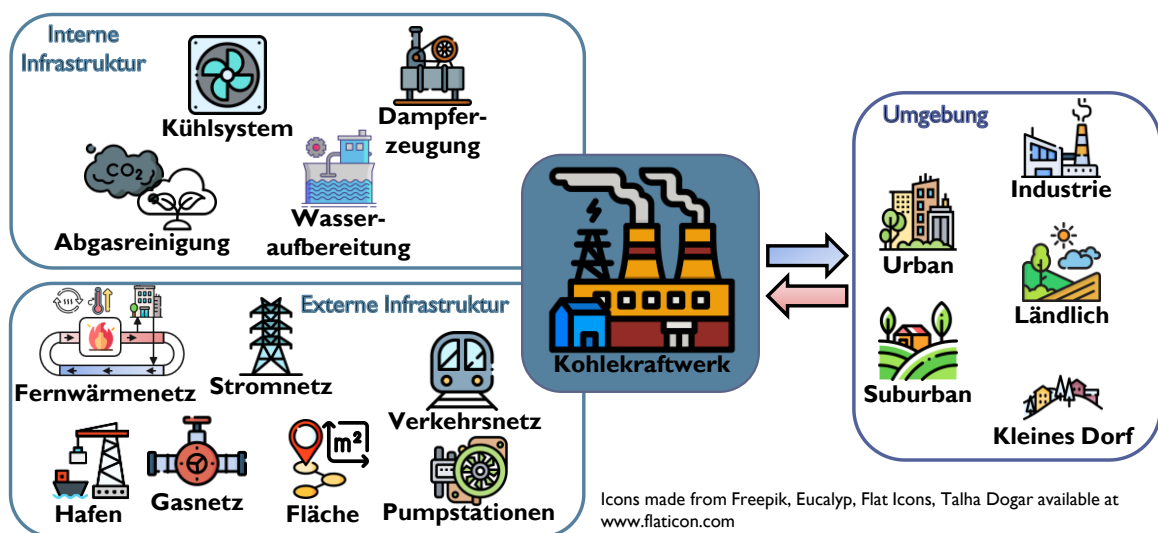 Interne
Infrastruktur
Kühlsystem
Dampfer-
zeugung
CO2
Abgasreinigung
Wasser-
aufbereitung
Externe Infrastruktur
Fernwärmenetz
Stromnetz
Verkehrsnetz
Hafen
Gasnetz
m²
Fläche
Pumpstationen
Kohlekraftwerk
Umgebung
Industrie
Urban
Ländlich
Suburban
Kleines Dorf
Icons made from Freepik, Eucalyp, Flat Icons, Talha Dogar available at
www.flaticon.com